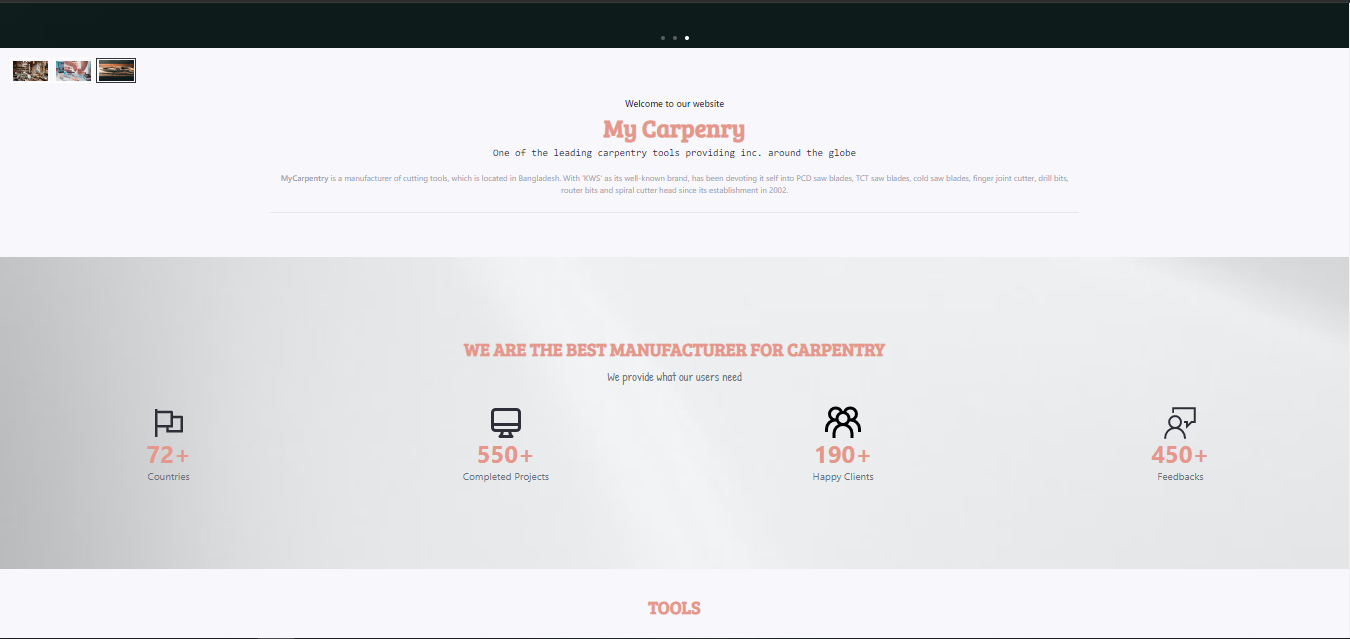 Welcome to our website
My Carpenry
One of the leading carpentry tools providing inc. around the globe
MyCarpentry is a manufacturer of cutting tools, which is located in Bangladesh. With 'KWS' as its well-known brand, has been devoting it self into PCD saw blades, TCT saw blades, cold saw blades, finger joint cutter, drill bits,
router bits and spiral cutter head since its establishment in 2002.
WE ARE THE BEST MANUFACTURER FOR CARPENTRY
We provide what our users need
72+ 550+ 190+ 450+
Countries Completed Projects Happy Clients Feedbacks
TOOLS